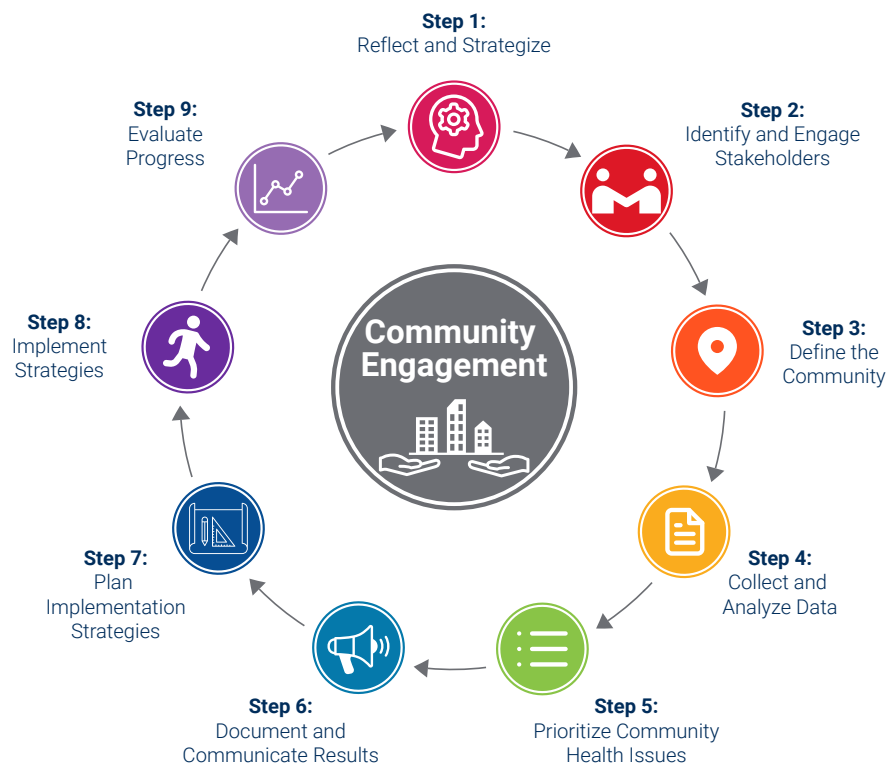 Step 1:
Reflect and Strategize
Step 2:
Identify and Engage
Stakeholders
Step 3:
Define the
Community
Step 4:
Collect and
Analyze Data
Step 5:
Prioritize Community
Health Issues
Step 6:
Document and
Communicate Results
Step 7:
Plan
Implementation
Strategies
Step 8:
Implement
Strategies
Step 9:
Evaluate
Progress
Community
Engagement